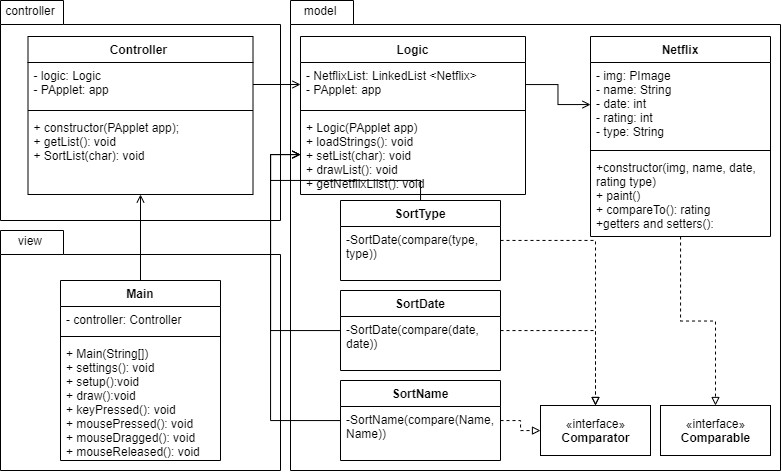 controller
Controller
- logic: Logic
- PApplet: app
+ constructor(PApplet app);
+ getList(): void
+ SortList(char): void
view
Main
- controller: Controller
+ Main(String[])
+ settings(): void
+ setup():void
+ draw():void
+ keyPressed(): void
+ mousePressed(): void
+ mouseDragged(): void
+ mouseReleased(): void
model
Logic
- NetflixList: LinkedList <Netflix>
- PApplet: app
+ Logic(PApplet app)
+ loadStrings(): void
+ setList(char): void
+ drawList(): void
+ getNetflixLIist(): void
Netflix
- img: PImage
- name: String
- date: int
- rating: int
- type: String
+constructor(img, name, date,
rating type)
+ paint()
+ compareTo(): rating
+getters and setters():
SortType
-SortDate(compare(type,
type))
SortDate
-SortDate(compare(date,
date))
SortName
-SortName(compare(Name,
Name))
«interface»
Comparator
«interface»
Comparable